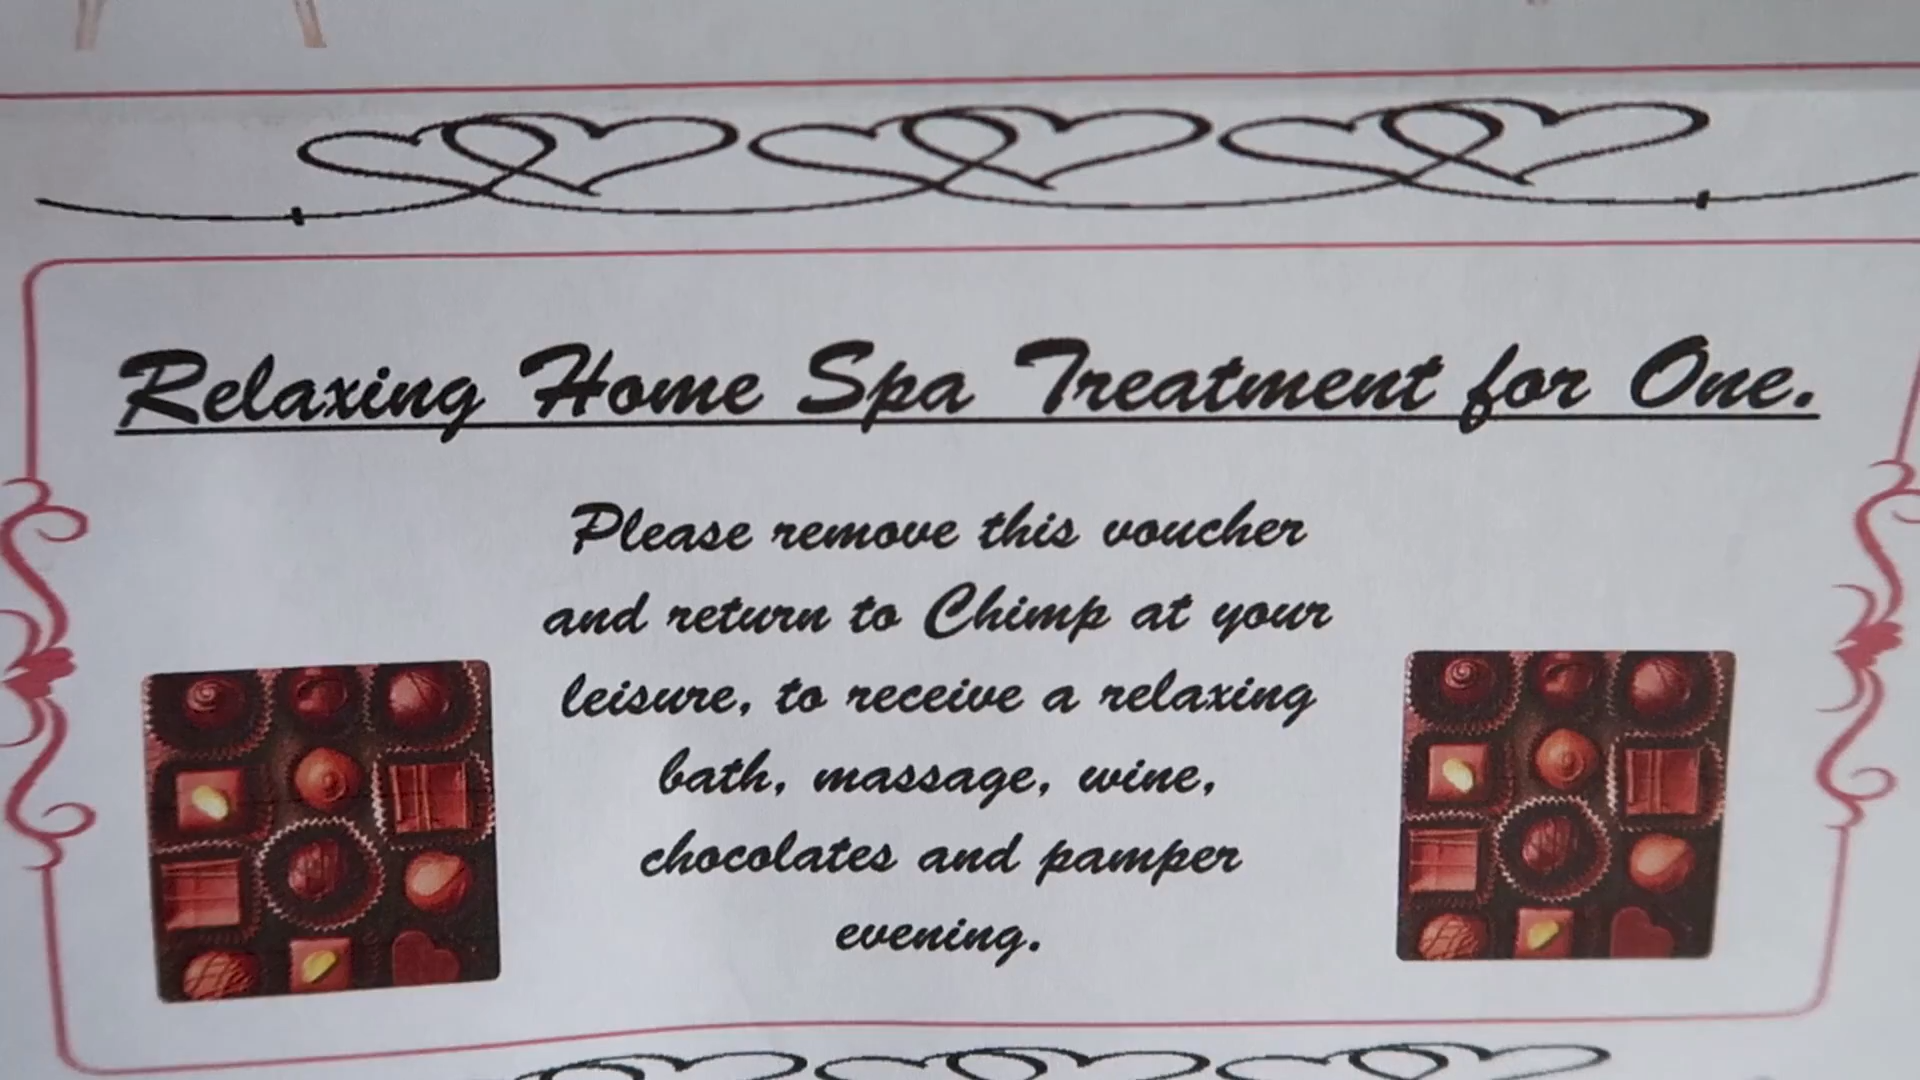 Relaxing Home Spa Treatment for One.
Please remove this voucher
and return to Chimp at your
leisure, to receive a relaxing
bath, massage, wine,
chocolates and pamper
evening.